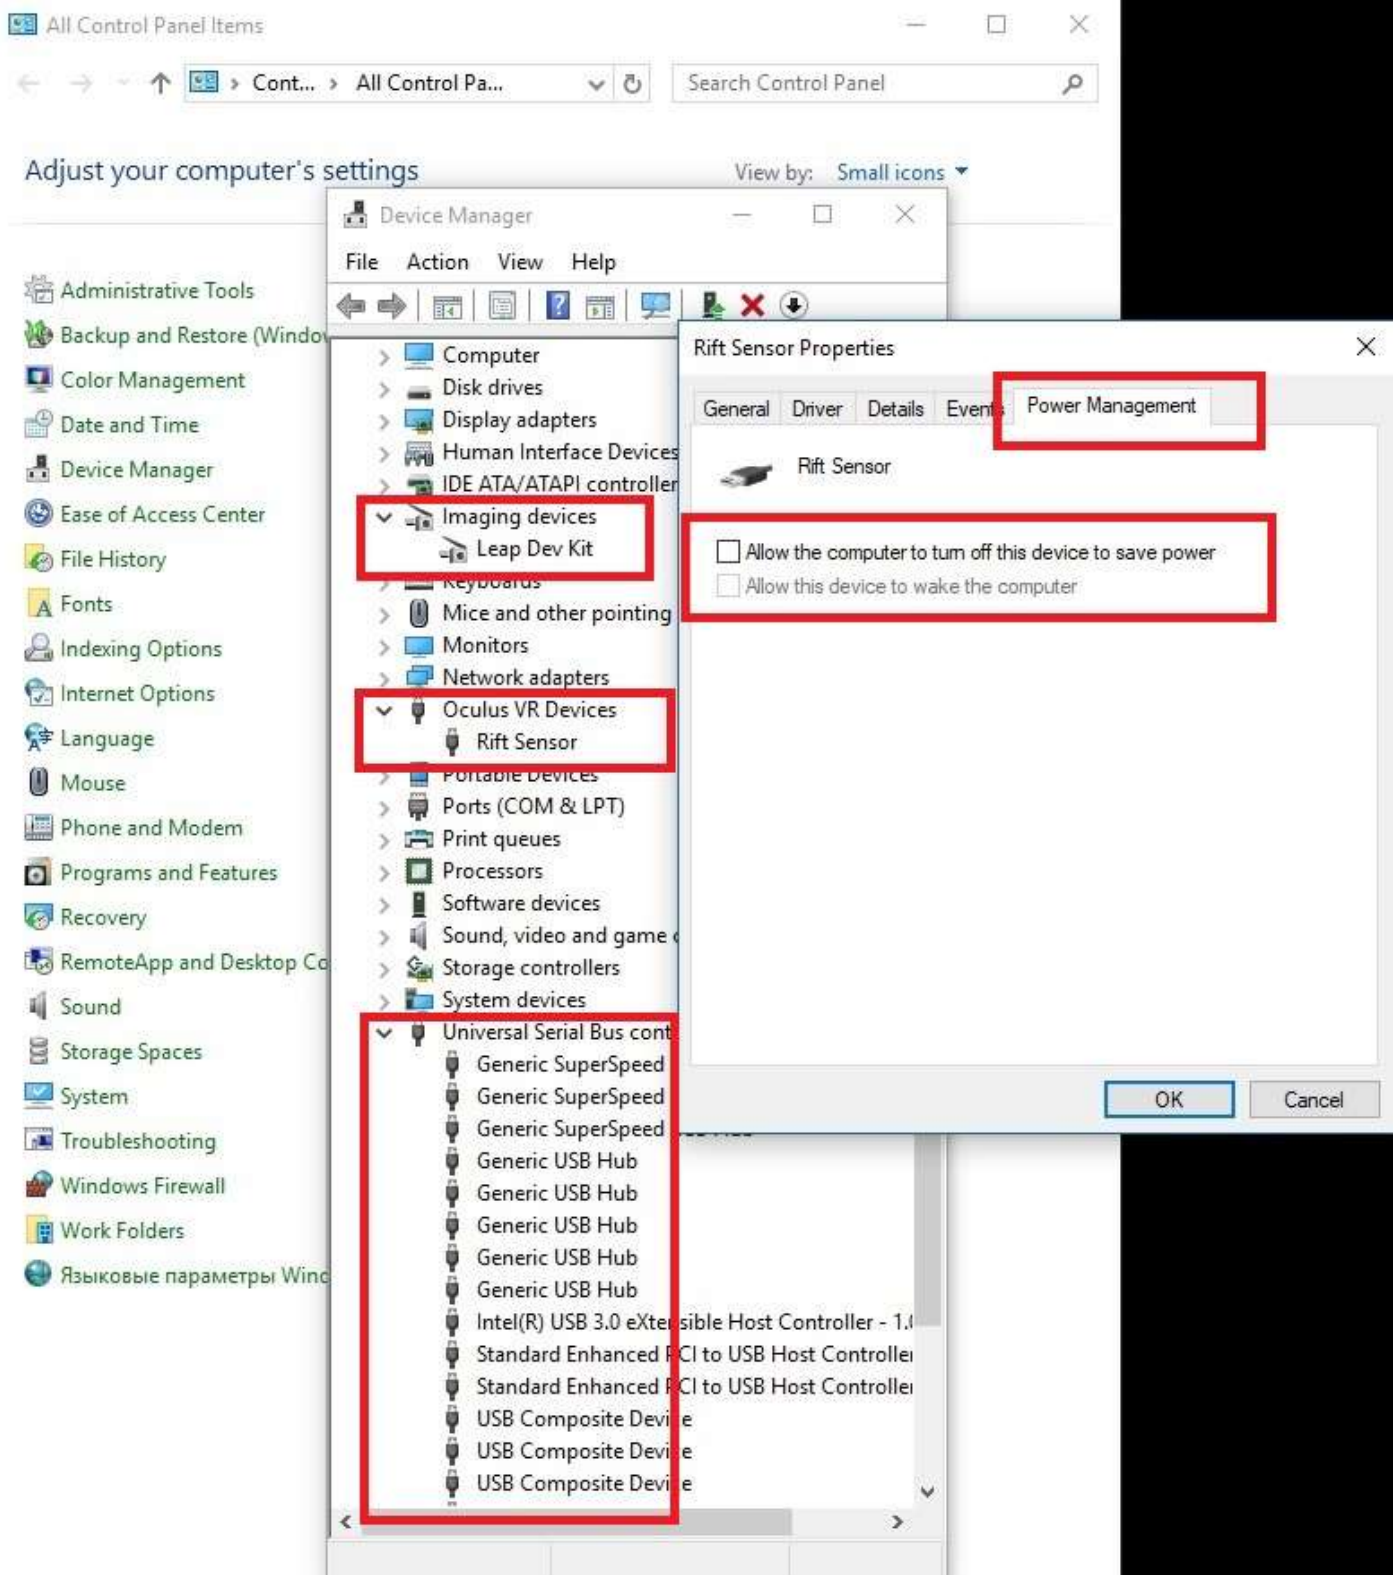 All Control Panel Items
Cont... > All Control Pa...
Search Control Panel
Adjust your computer's settings
View by: Small icons
Administrative Tools
Backup and Restore (Window
Color Management
Date and Time
Device Manager
Ease of Access Center
File History
Fonts
Indexing Options
Internet Options
Language
Mouse
Phone and Modem
Programs and Features
Recovery
RemoteApp and Desktop Co
Sound
Storage Spaces
System
Troubleshooting
Windows Firewall
Work Folders
Языковые параметры Winc
Device Manager
File Action View Help
Computer
Disk drives
Display adapters
Human Interface Devices
IDE ATA/ATAPI controller
Imaging devices
Leap Dev Kit
Keyboards
Mice and other pointing
Monitors
Network adapters
Oculus VR Devices
Rift Sensor
Portable Devices
Ports (COM & LPT)
Print queues
Processors
Software devices
Sound, video and game
Storage controllers
System devices
Universal Serial Bus cont
Generic SuperSpeed
Generic SuperSpeed
Generic SuperSpeed
Generic USB Hub
Generic USB Hub
Generic USB Hub
Generic USB Hub
Generic USB Hub
Intel(R) USB 3.0 eXtensible Host Controller - 1.0
Standard Enhanced PCI to USB Host Controller
Standard Enhanced PCI to USB Host Controller
USB Composite Device
USB Composite Device
USB Composite Device
Rift Sensor Properties
General Driver Details Events Power Management
Rift Sensor
Allow the computer to turn off this device to save power
Allow this device to wake the computer
OK Cancel